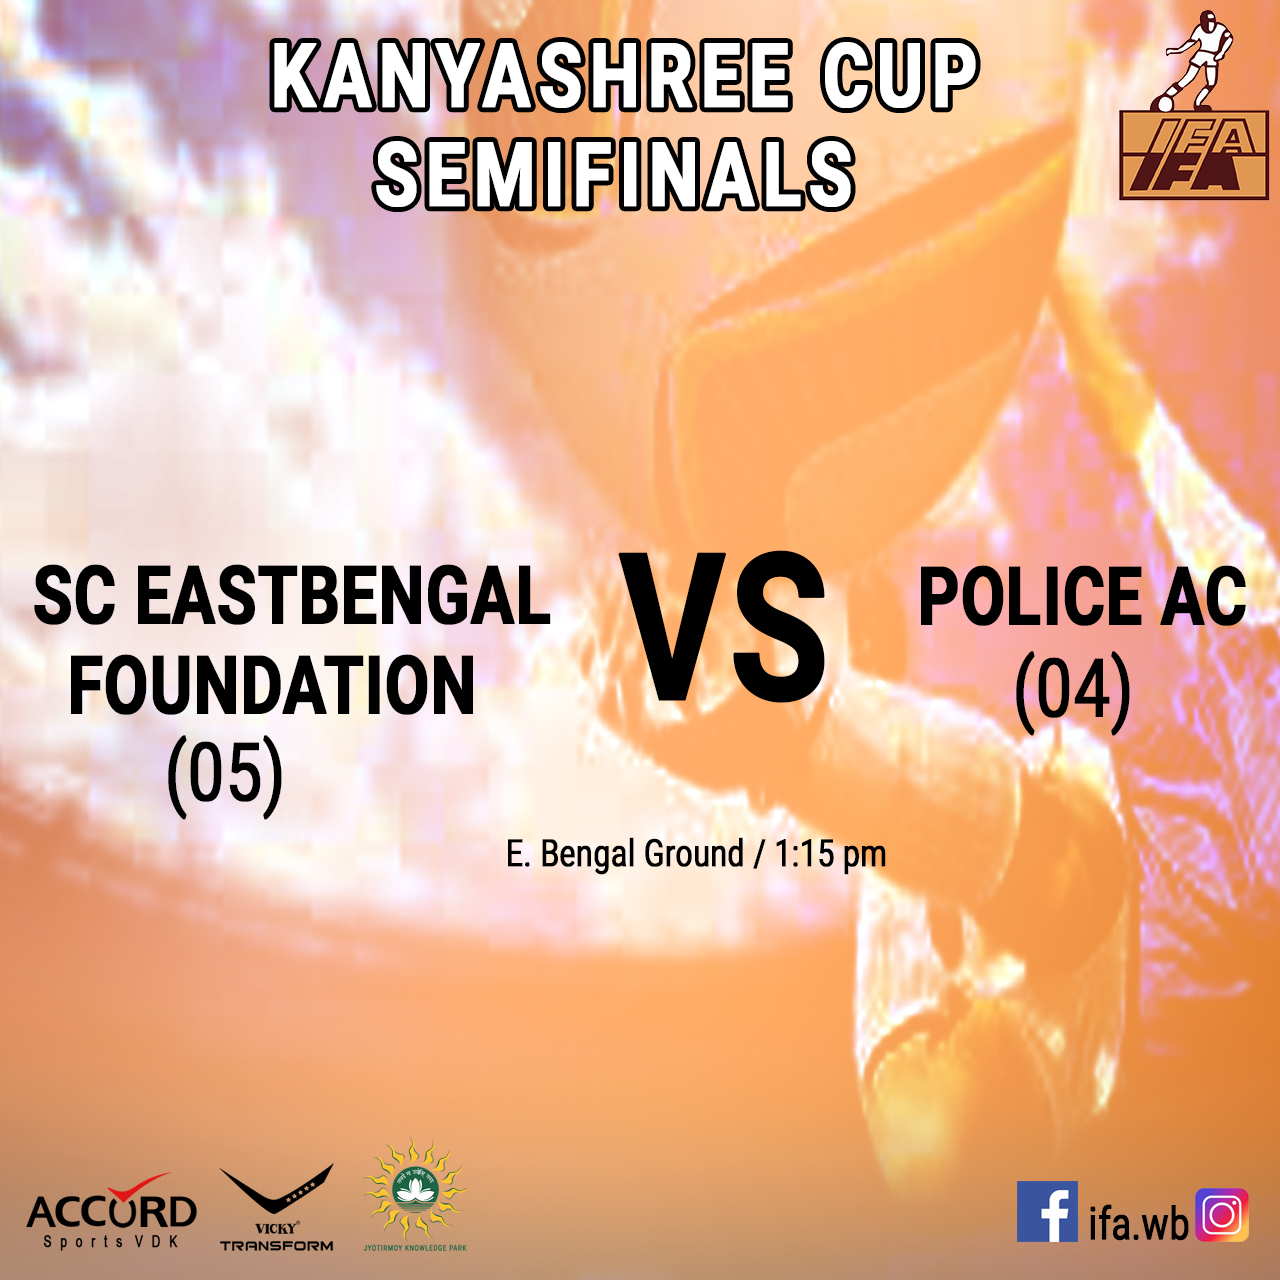 KANYASHREE CUP
SEMIFINALS
IFA
IFA
SC EASTBENGAL
FOUNDATION
(05)
VS
POLICE AC
(04)
E. Bengal Ground / 1:15 pm
ACCORD
Sports VDK
VICKY®
TRANSFORM
JYOTIRMOY KNOWLEDGE PARK
f ifa.wb